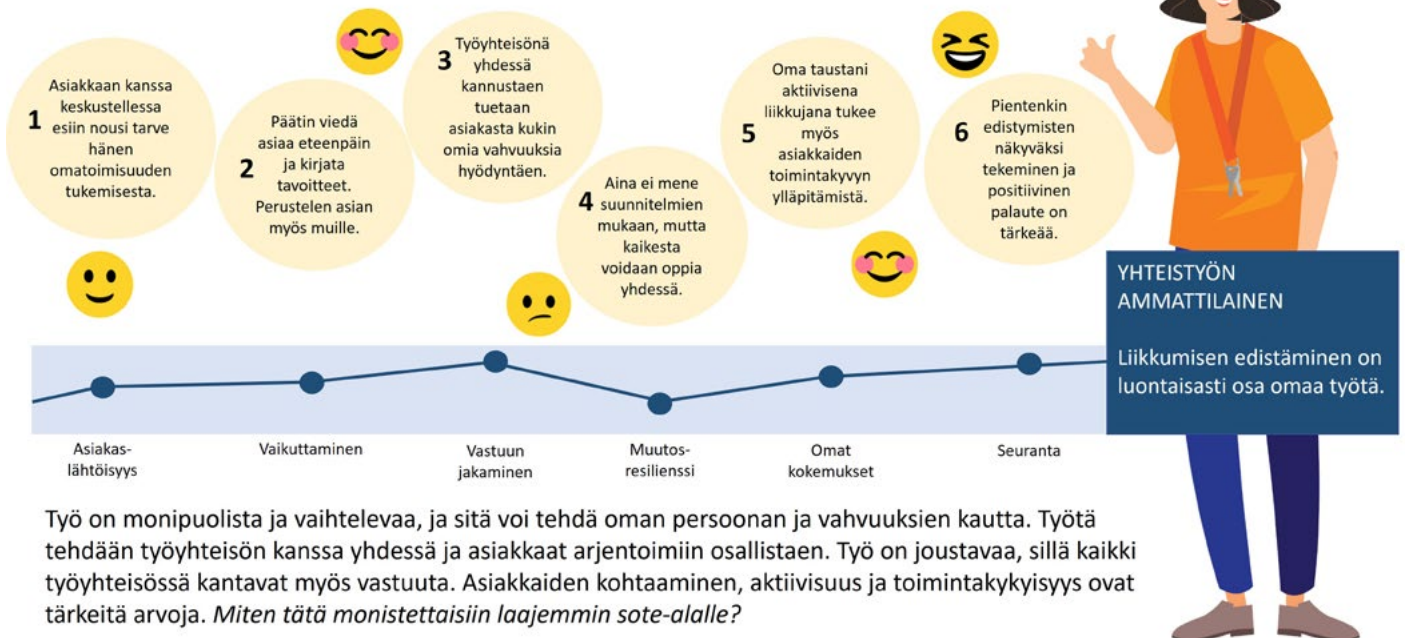 1
Asiakkaan kanssa
keskustellessa
esiin nousi tarve
hänen
omatoimisuuden
tukemisesta.
2
Päätin viedä
asiaa eteenpäin
ja kirjata
tavoitteet.
Perustelen asian
myös muille.
3
Työyhteisönä
yhdessä
kannustaen
tuetaan
asiakasta kukin
omia vahvuuksia
hyödyntäen.
4
Aina ei mene
suunnitelmien
mukaan, mutta
kaikesta
voidaan oppia
yhdessä.
5
Oma taustani
aktiivisena
liikkujana tukee
myös
asiakkaiden
toimintakyvyn
ylläpitämistä.
6
Pientenkin
edistymisten
näkyväksi
tekeminen ja
positiivinen
palaute on
tärkeää.
YHTEISTYÖN
AMMATTILAINEN
Liikkumisen edistäminen on
luontaisasti osa omaa työtä.
Asiakas-
lähtöisyys
Vaikuttaminen
Vastuun
jakaminen
Muutos-
resilienssi
Omat
kokemukset
Seuranta
Työ on monipuolista ja vaihtelevaa, ja sitä voi tehdä oman persoonan ja vahvuuksien kautta. Työtä
tehdään työyhteisön kanssa yhdessä ja asiakkaat arjentoimiin osallistaen. Työ on joustavaa, sillä kaikki
työyhteisössä kantavat myös vastuuta. Asiakkaiden kohtaaminen, aktiivisuus ja toimintakykyisyys ovat
tärkeitä arvoja. Miten tätä monistettaisiin laajemmin sote-alalle?